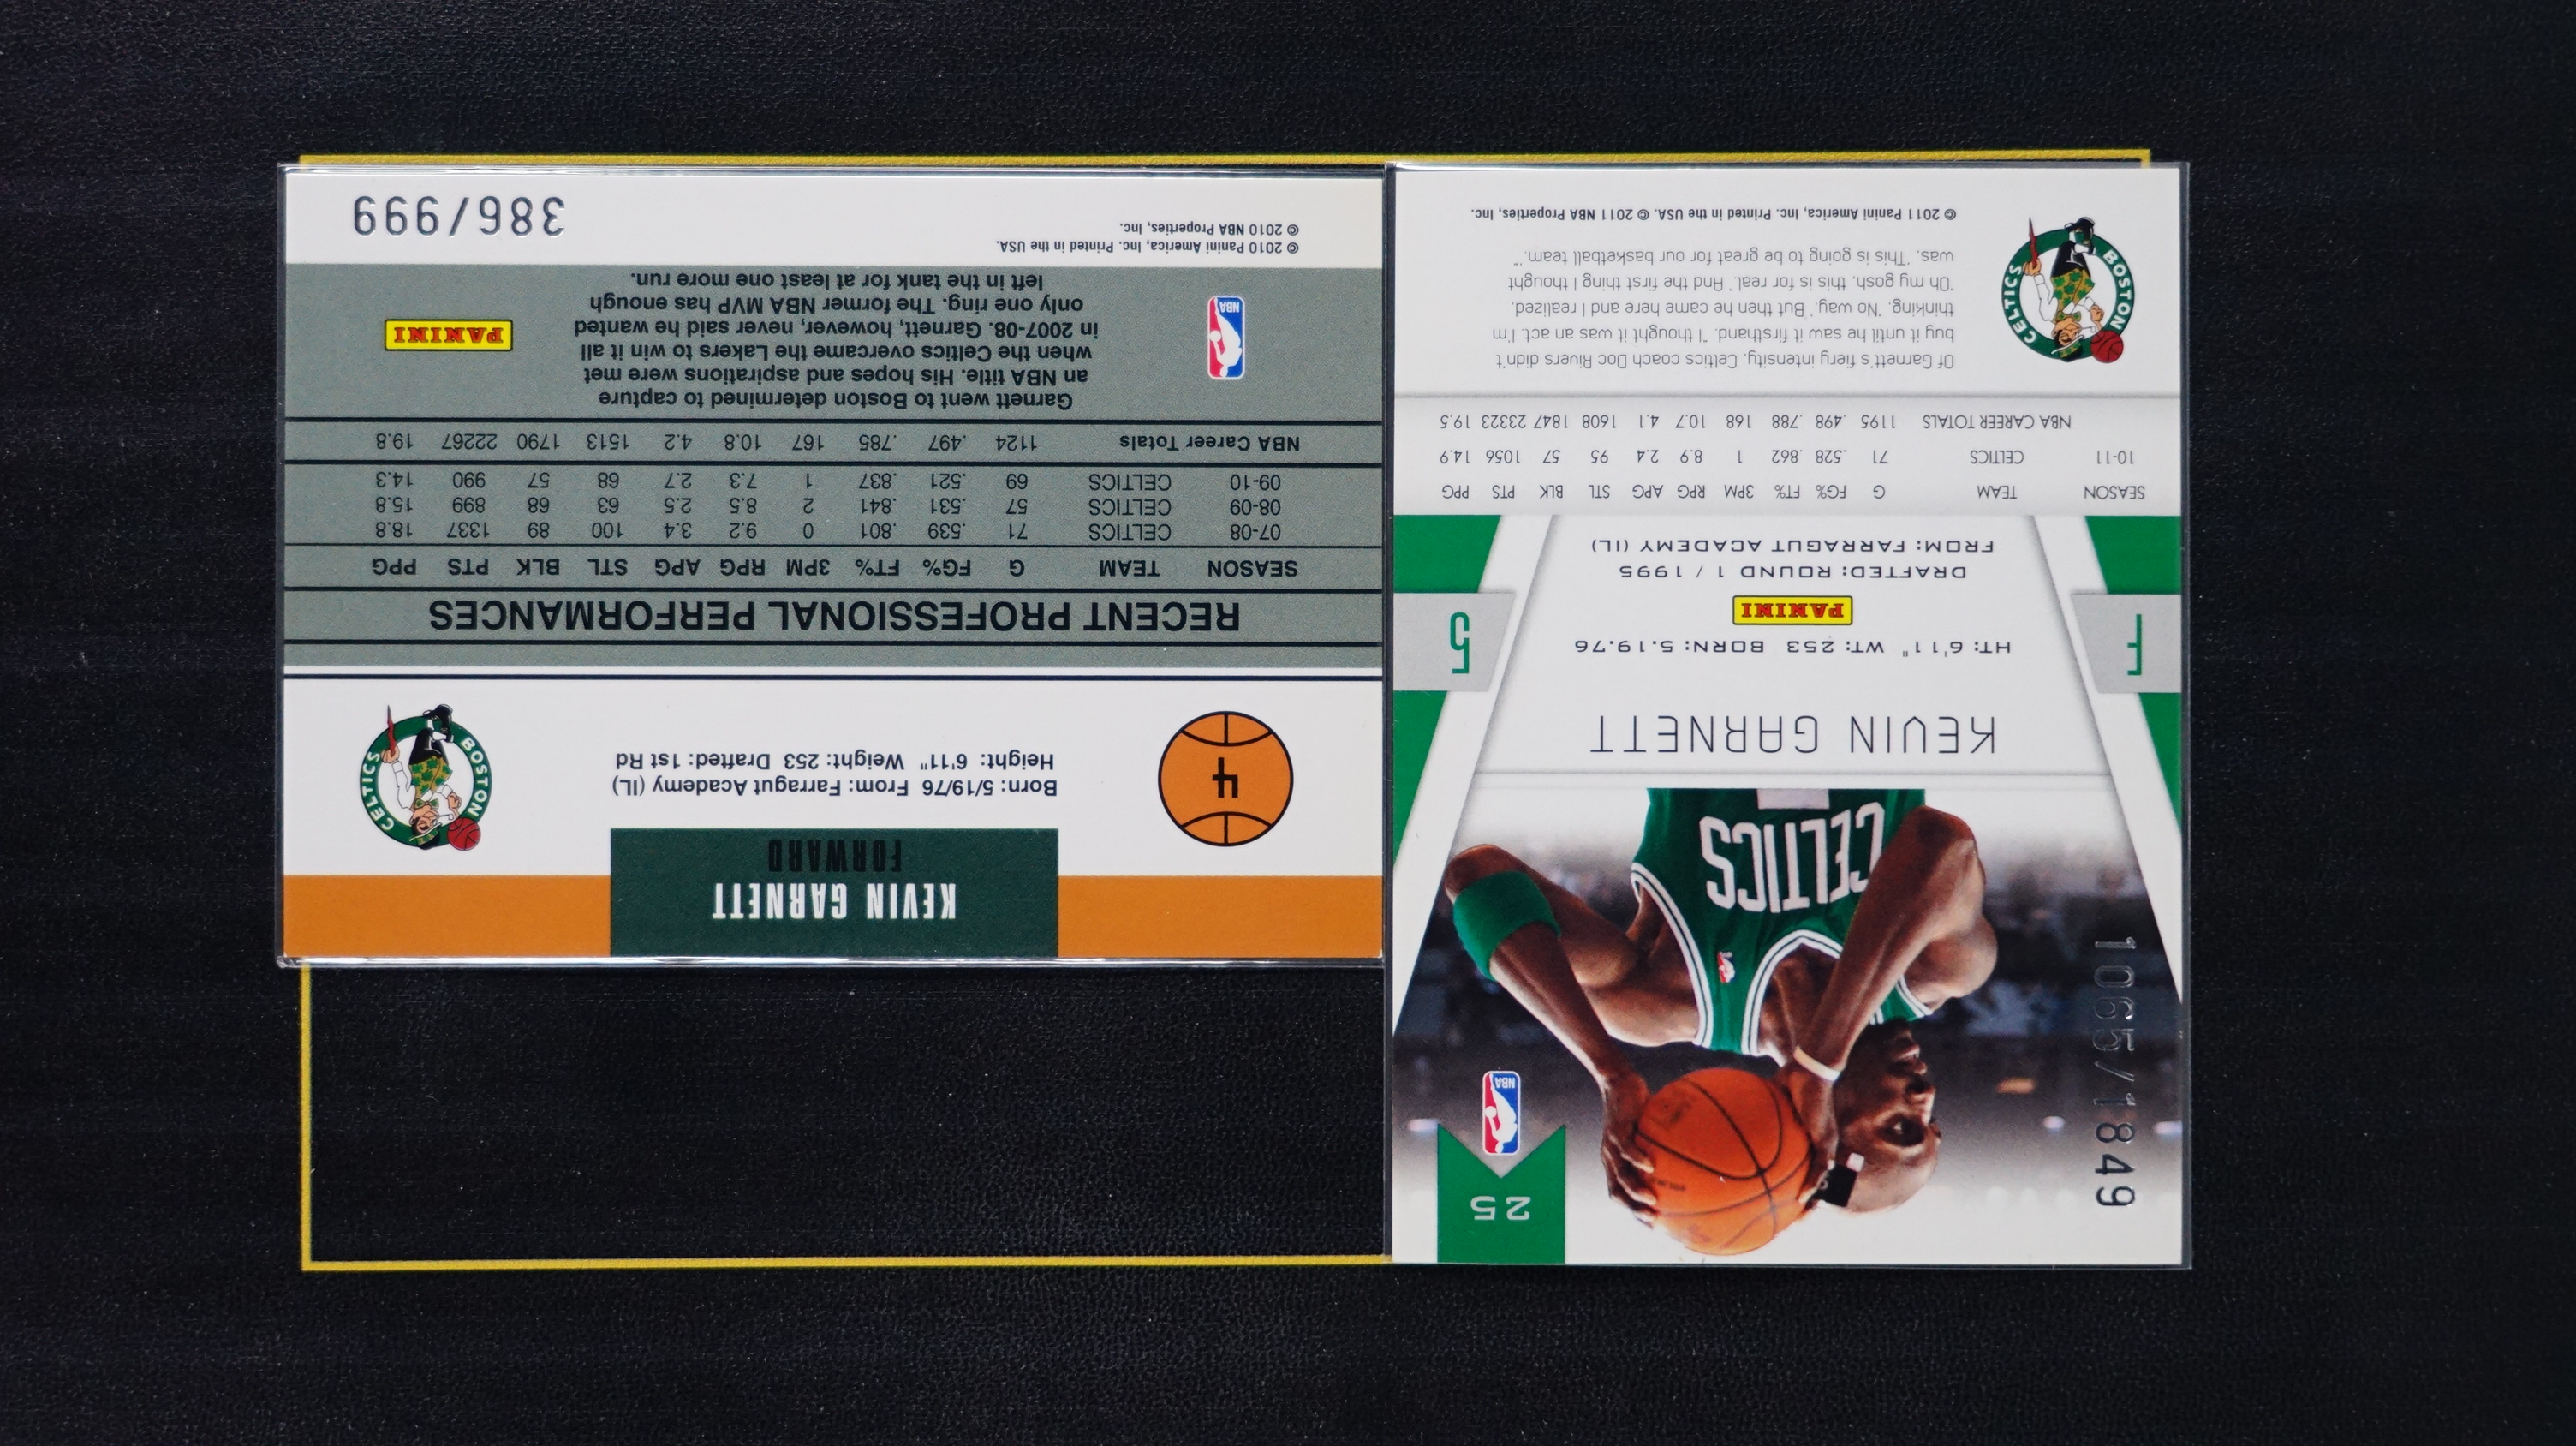 KEVIN GARNETT
FORWARD
Born: 5/19/76 From: Farragut Academy (IL)
Height: 6'11" Weight: 253 Drafted: 1st Rd
4
BOSTON CELTICS
RECENT PROFESSIONAL PERFORMANCES
SEASON TEAM G FG% FT% 3PM RPG APG STL BLK PTS PPG
07-08 CELTICS 71 .539 .801 0 9.2 3.4 100 89 1337 18.8
08-09 CELTICS 57 .531 .841 2 8.5 2.5 63 68 899 15.8
09-10 CELTICS 69 .521 .837 1 7.3 2.7 68 57 990 14.3
NBA Career Totals 1124 .497 .785 167 10.8 4.2 1513 1790 22267 19.8
Garnett went to Boston determined to capture
an NBA title. His hopes and aspirations were met
when the Celtics overcame the Lakers to win it all
in 2007-08. Garnett, however, never said he wanted
only one ring. The former NBA MVP has enough
left in the tank for at least one more run.
NBA
PANINI
© 2010 Panini America, Inc. Printed in the USA.
© 2010 NBA Properties, Inc.
386/999
25
NBA
1065/1849
CELTICS
KEVIN GARNETT
HT: 6'11" WT: 253 BORN: 5.19.76
F
5
PANINI
DRAFTED: ROUND 1 / 1995
FROM: FARRAGUT ACADEMY (IL)
SEASON TEAM G FG% FT% 3PM RPG APG STL BLK PTS PPG
10-11 CELTICS 71 .528 .862 1 8.9 2.4 95 57 1056 14.9
NBA CAREER TOTALS 1195 .498 .788 168 10.7 4.1 1608 1847 23323 19.5
Of Garnett's fiery intensity, Celtics coach Doc Rivers didn't
buy it until he saw it firsthand. "I thought it was an act. I'm
thinking, 'No way.' But then he came here and I realized,
'Oh my gosh, this is for real.' And the first thing I thought
was, 'This is going to be great for our basketball team.'"
BOSTON CELTICS
© 2011 Panini America, Inc. Printed in the USA. © 2011 NBA Properties, Inc.